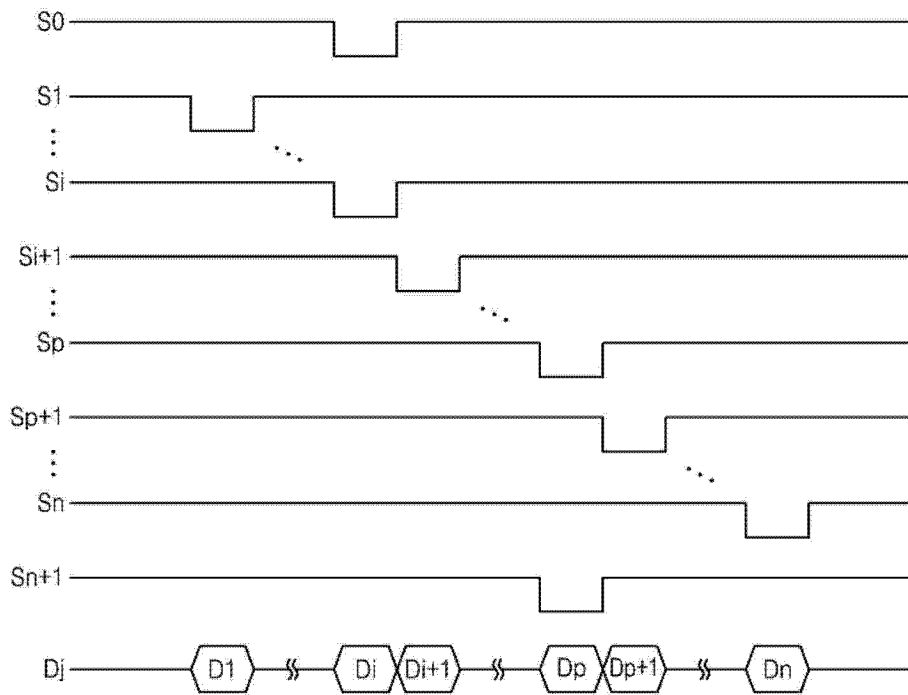 S0
S1
Si
Si+1
Sp
Sp+1
Sn
Sn+1
Dj D1 Di Di+1 Dp Dp+1 Dn